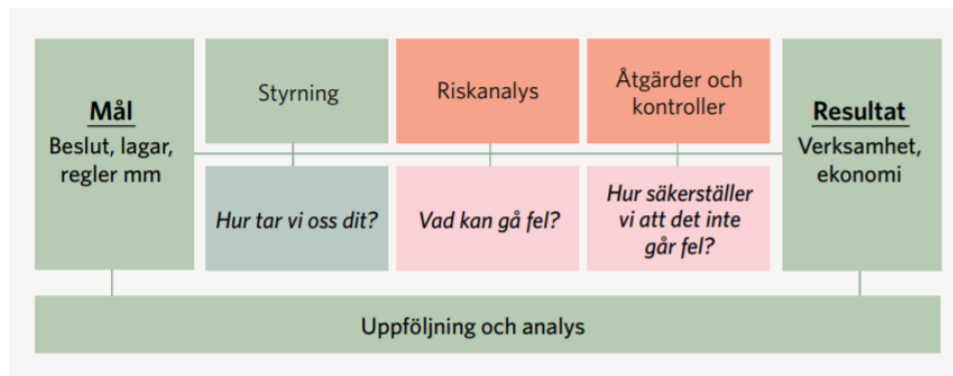 Mål
Beslut, lagar,
regler mm
Styrning
Hur tar vi oss dit?
Riskanalys
Vad kan gå fel?
Åtgärder och
kontroller
Hur säkerställer
vi att det inte
går fel?
Resultat
Verksamhet,
ekonomi
Uppföljning och analys